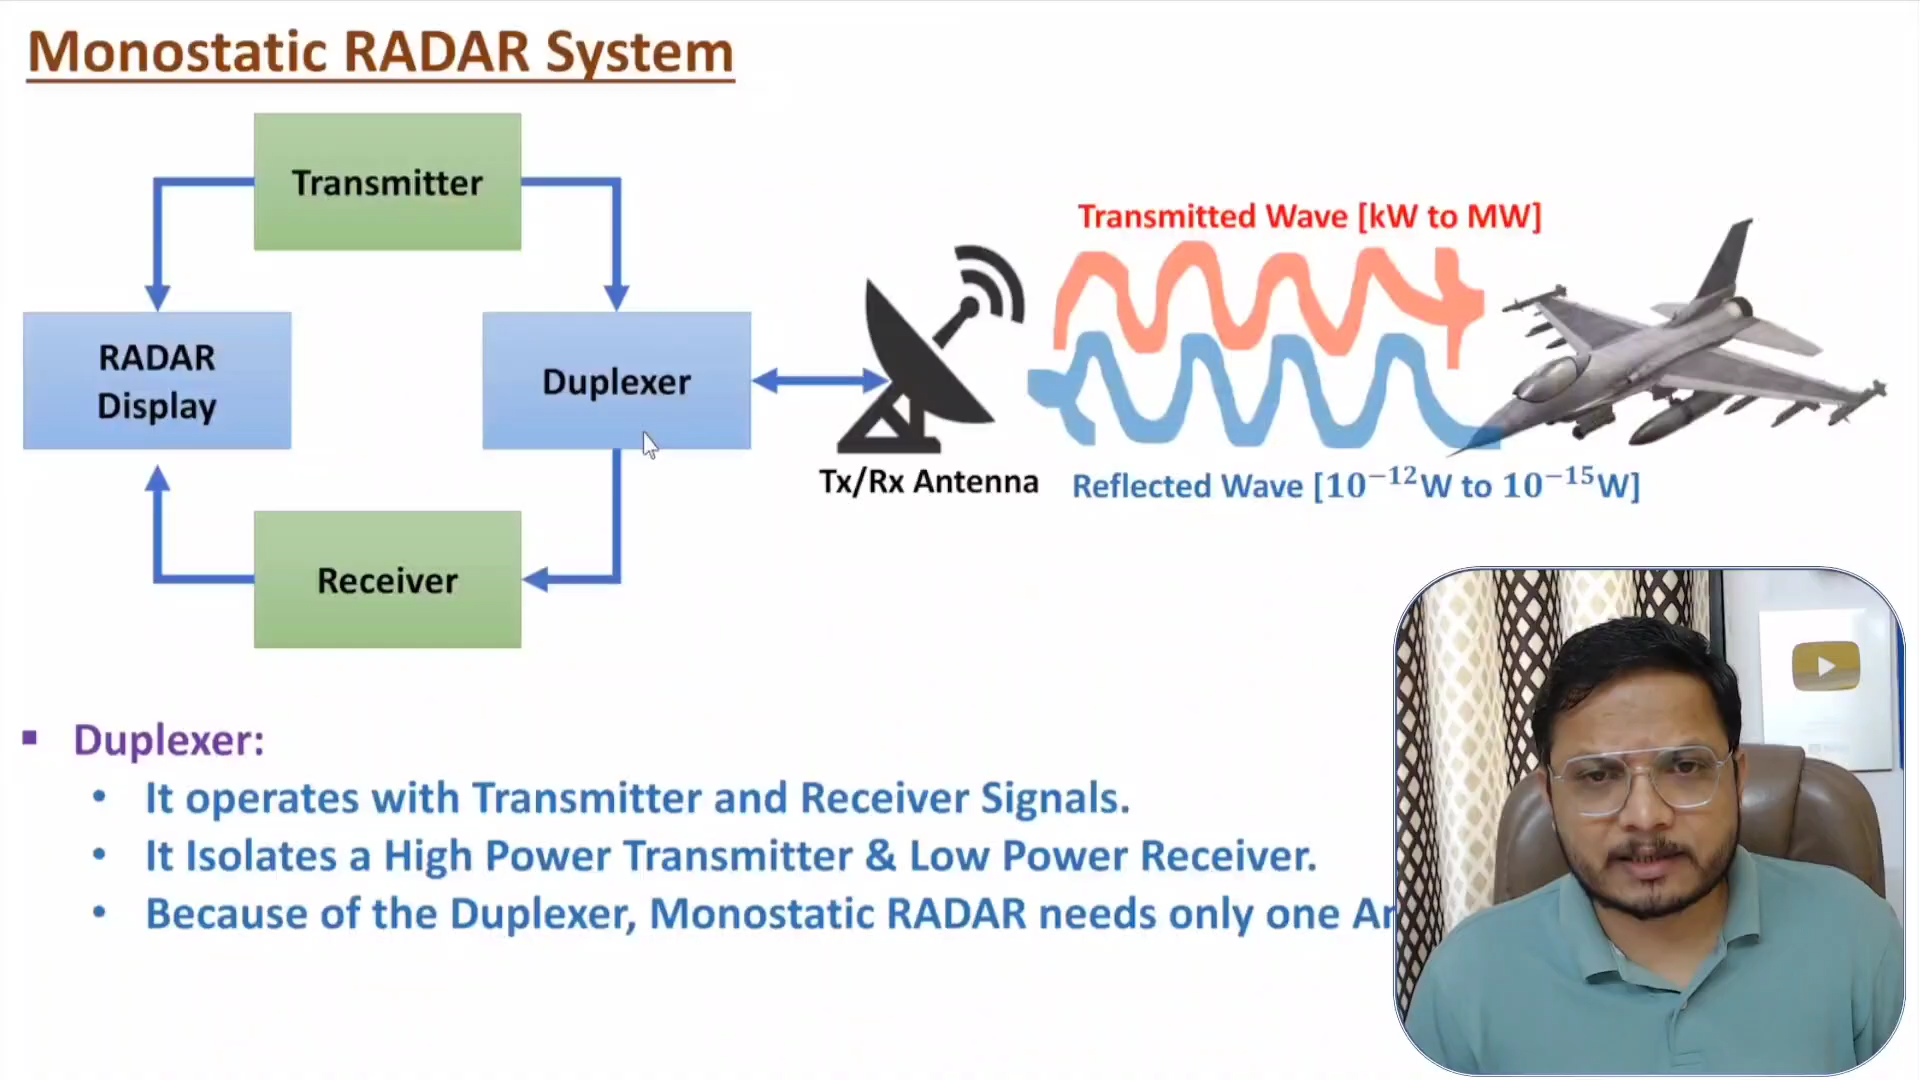 Monostatic RADAR System
Transmitter
Transmitted Wave [kW to MW]
RADAR
Display
Duplexer
Tx/Rx Antenna
Reflected Wave [10⁻¹²W to 10⁻¹⁵W]
Receiver
▪ Duplexer:
• It operates with Transmitter and Receiver Signals.
• It Isolates a High Power Transmitter & Low Power Receiver.
• Because of the Duplexer, Monostatic RADAR needs only one